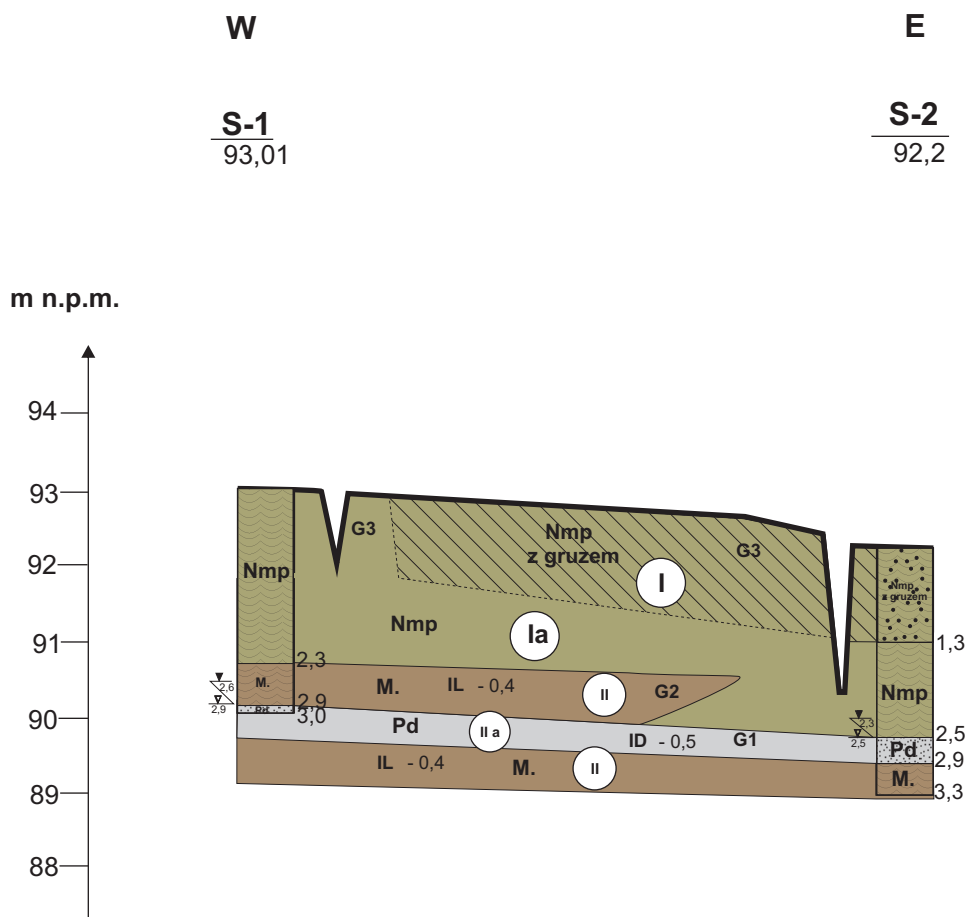 W
E
S-1
93,01
S-2
92,2
m n.p.m.
94
93
92
91
90
89
88
Nmp
G3
Nmp
z gruzem
G3
I
Nmp
z gruzem
Nmp
Ia
1,3
2,3
M.
2,6
2,9
2,9
Pd
3,0
M.
IL - 0,4
II
G2
Nmp
2,3
2,5
2,5
Pd
II a
ID - 0,5
G1
Pd
2,9
IL - 0,4
M.
II
M.
3,3